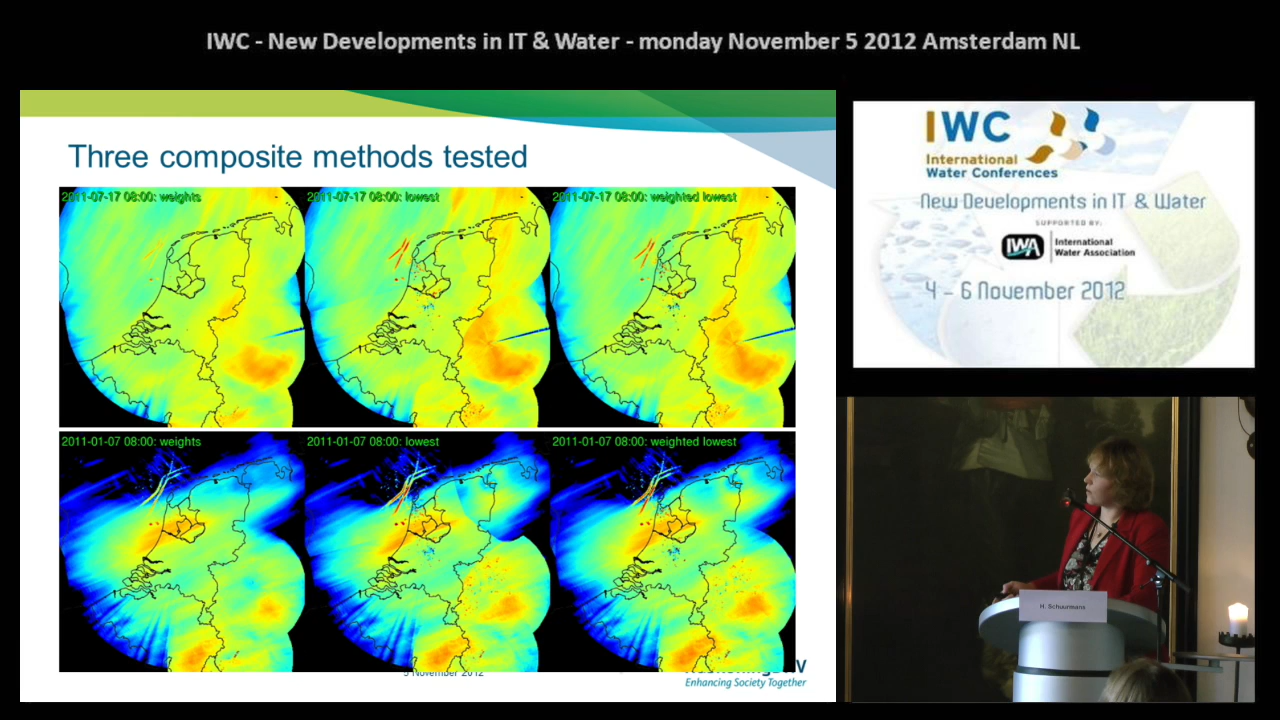 IWC - New Developments in IT & Water - monday November 5 2012 Amsterdam NL
Three composite methods tested
2011-07-17 08:00: weights
2011-07-17 08:00: lowest
2011-07-17 08:00: weighted lowest
2011-01-07 08:00: weights
2011-01-07 08:00: lowest
2011-01-07 08:00: weighted lowest
5 November 2012
Enhancing Society Together
IWC
International
Water Conferences
New Developments in IT & Water
SUPPORTED BY:
IWA
International
Water Association
4 - 6 November 2012
H. Schuurmans